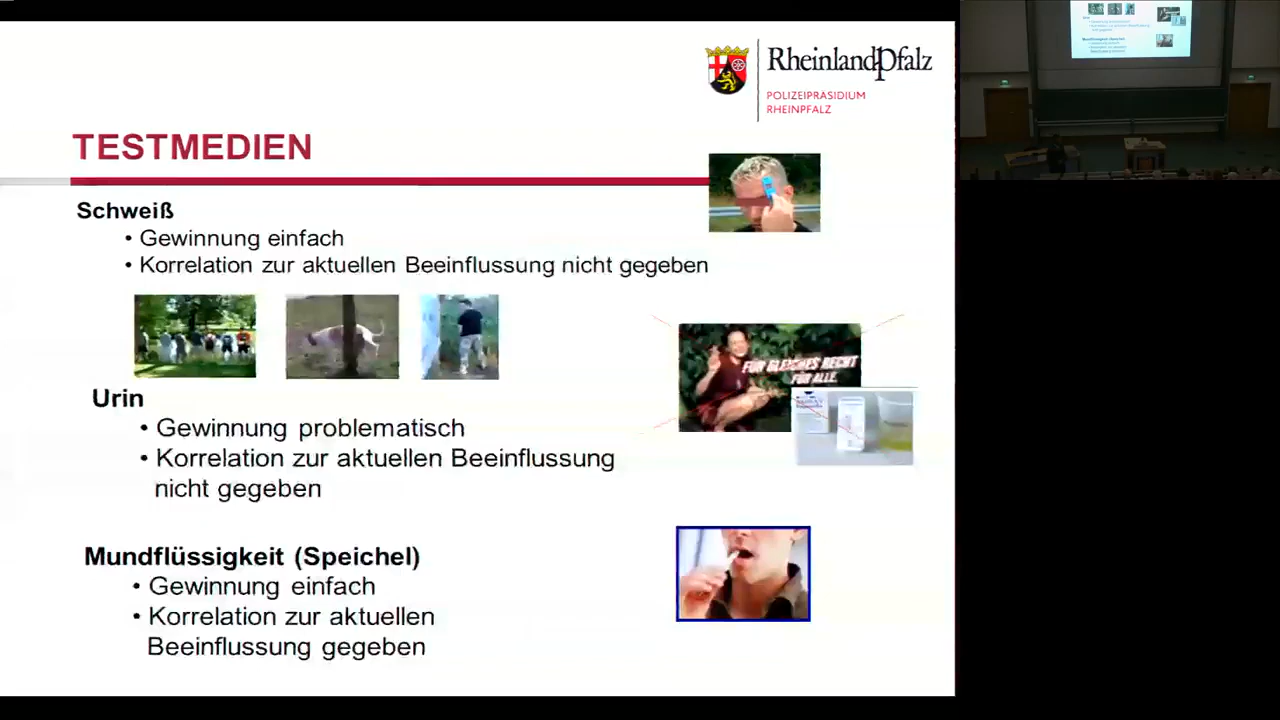 RheinlandPfalz
POLIZEIPRÄSIDIUM
RHEINPFALZ
TESTMEDIEN
Schweiß
• Gewinnung einfach
• Korrelation zur aktuellen Beeinflussung nicht gegeben
FÜR GLEICHES RECHT
FÜR ALLE.
Urin
• Gewinnung problematisch
• Korrelation zur aktuellen Beeinflussung
nicht gegeben
Mundflüssigkeit (Speichel)
• Gewinnung einfach
• Korrelation zur aktuellen
Beeinflussung gegeben